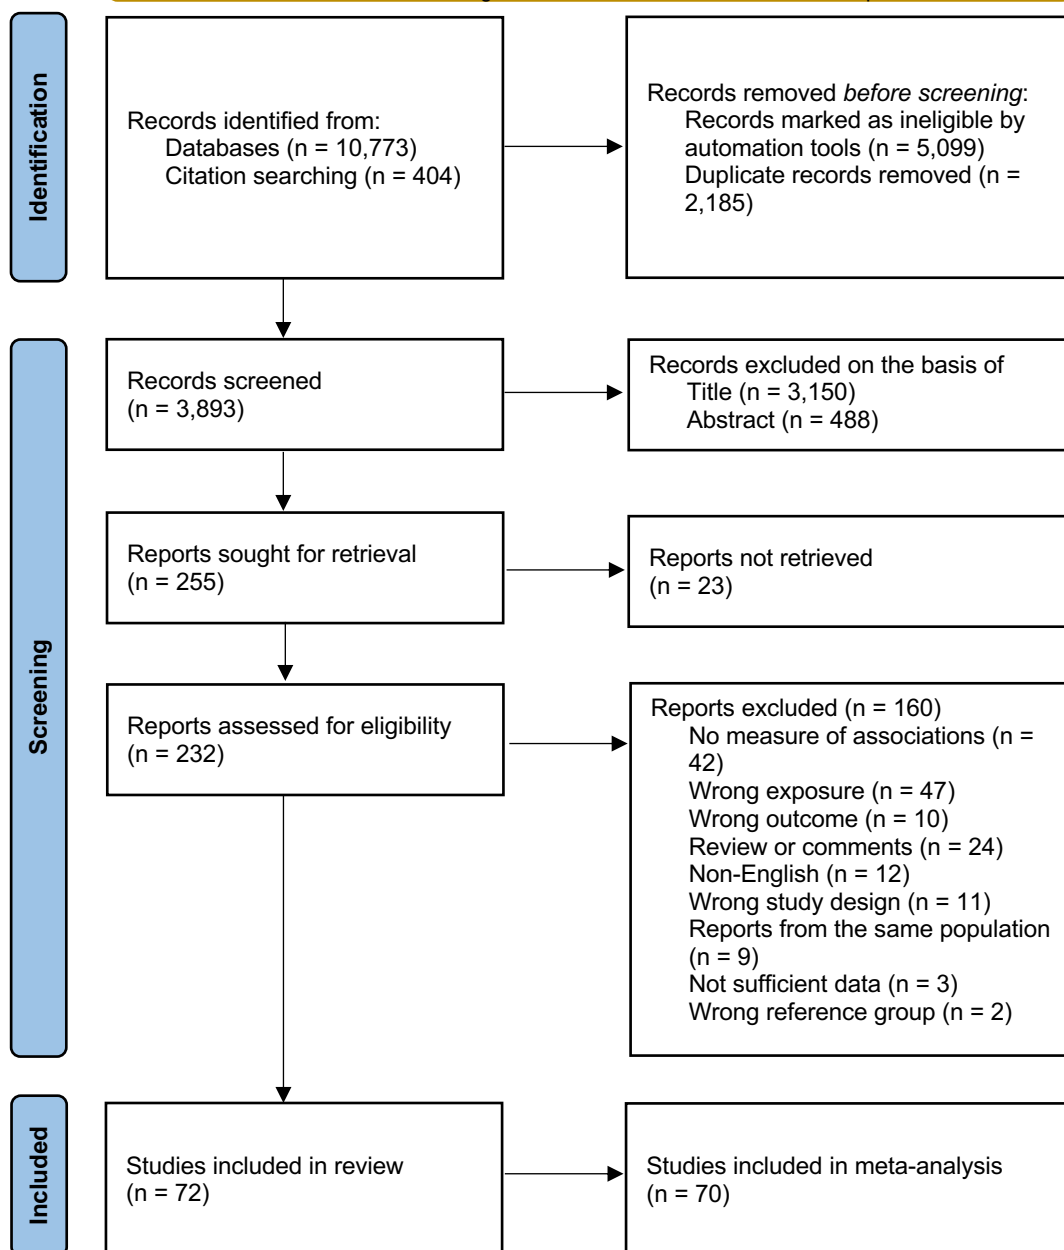 Identification
Records identified from:
Databases (n = 10,773)
Citation searching (n = 404)
Records removed before screening:
Records marked as ineligible by
automation tools (n = 5,099)
Duplicate records removed (n =
2,185)
Screening
Records screened
(n = 3,893)
Records excluded on the basis of
Title (n = 3,150)
Abstract (n = 488)
Reports sought for retrieval
(n = 255)
Reports not retrieved
(n = 23)
Reports assessed for eligibility
(n = 232)
Reports excluded (n = 160)
No measure of associations (n =
42)
Wrong exposure (n = 47)
Wrong outcome (n = 10)
Review or comments (n = 24)
Non-English (n = 12)
Wrong study design (n = 11)
Reports from the same population
(n = 9)
Not sufficient data (n = 3)
Wrong reference group (n = 2)
Included
Studies included in review
(n = 72)
Studies included in meta-analysis
(n = 70)